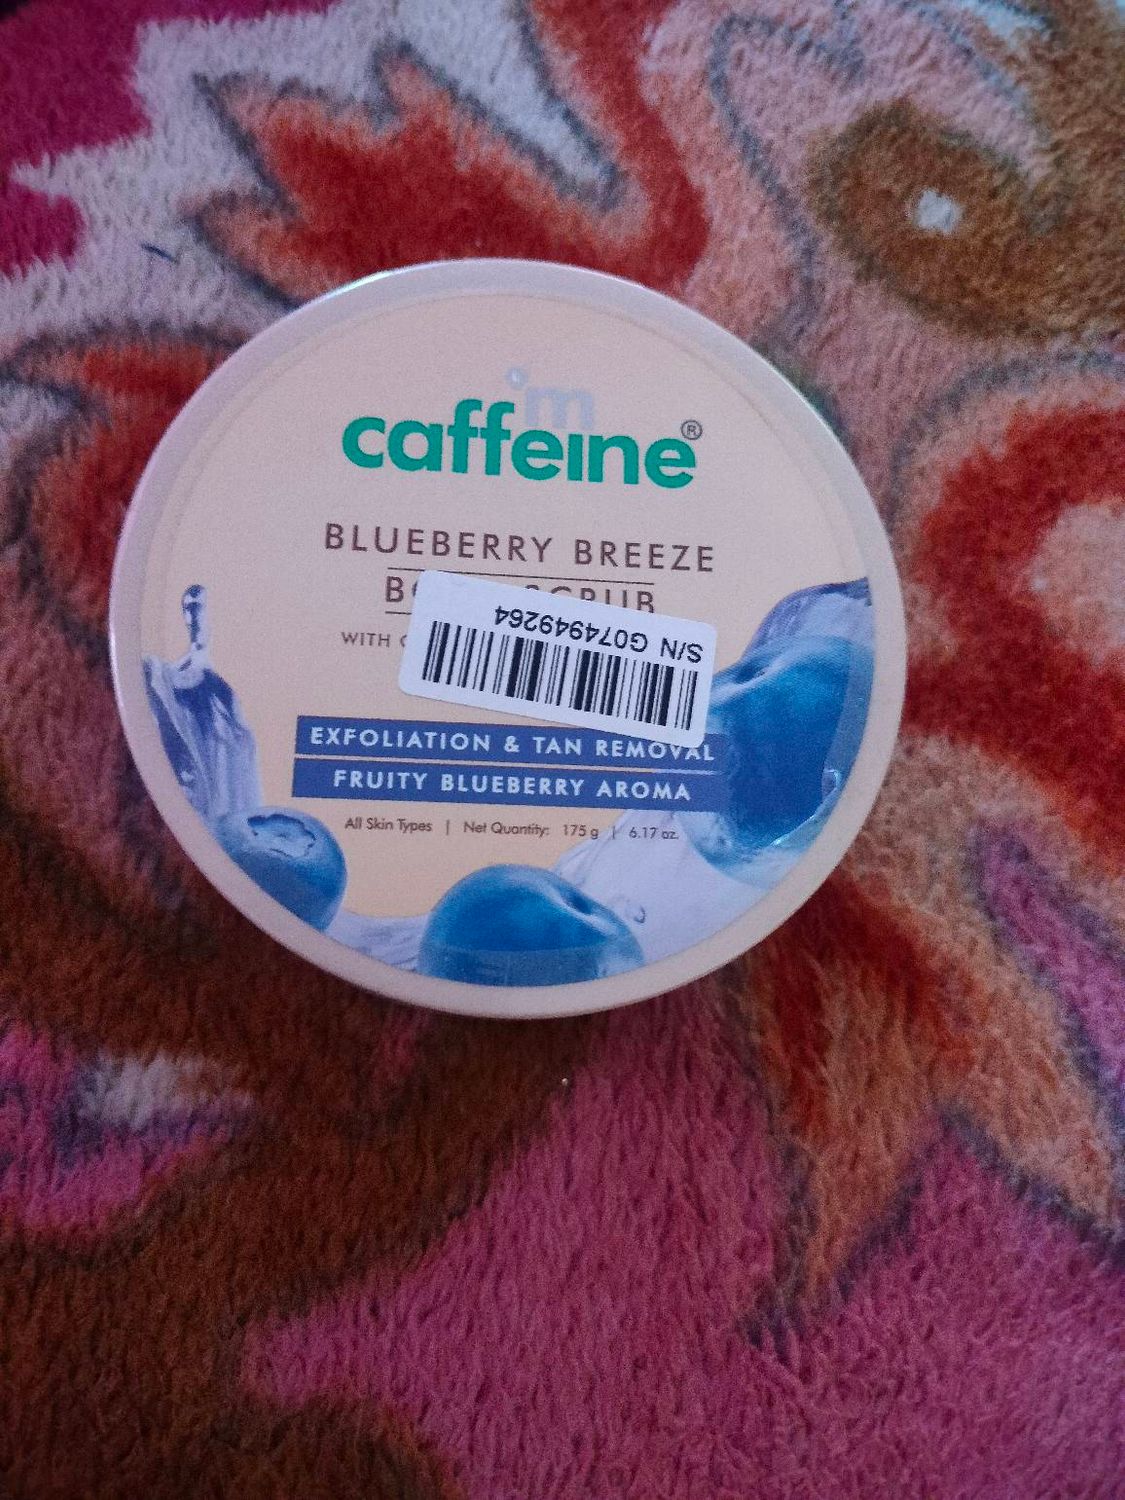 m
caffeine®
BLUEBERRY BREEZE
SCRUB
WITH
S/N G074949264
EXFOLIATION & TAN REMOVAL
FRUITY BLUEBERRY AROMA
All Skin Types | Net Quantity: 175 g | 6.17 oz.